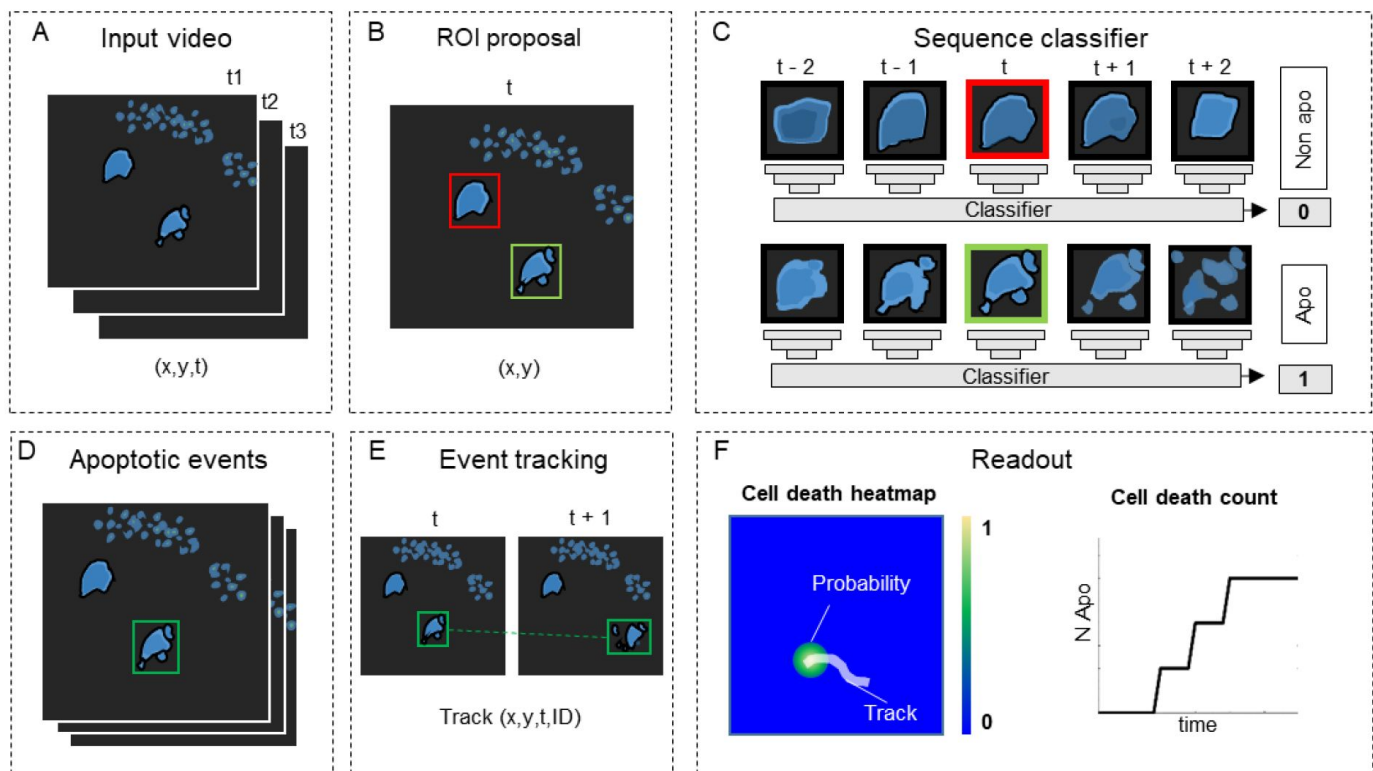 A
Input video
t1
t2
t3
(x,y,t)
B
ROI proposal
t
(x,y)
C
Sequence classifier
t - 2
t - 1
t
t + 1
t + 2
Non apo
Classifier
0
Apo
Classifier
1
D
Apoptotic events
E
Event tracking
t
t + 1
Track (x,y,t,ID)
F
Readout
Cell death heatmap
1
Probability
Track
0
Cell death count
N Apo
time